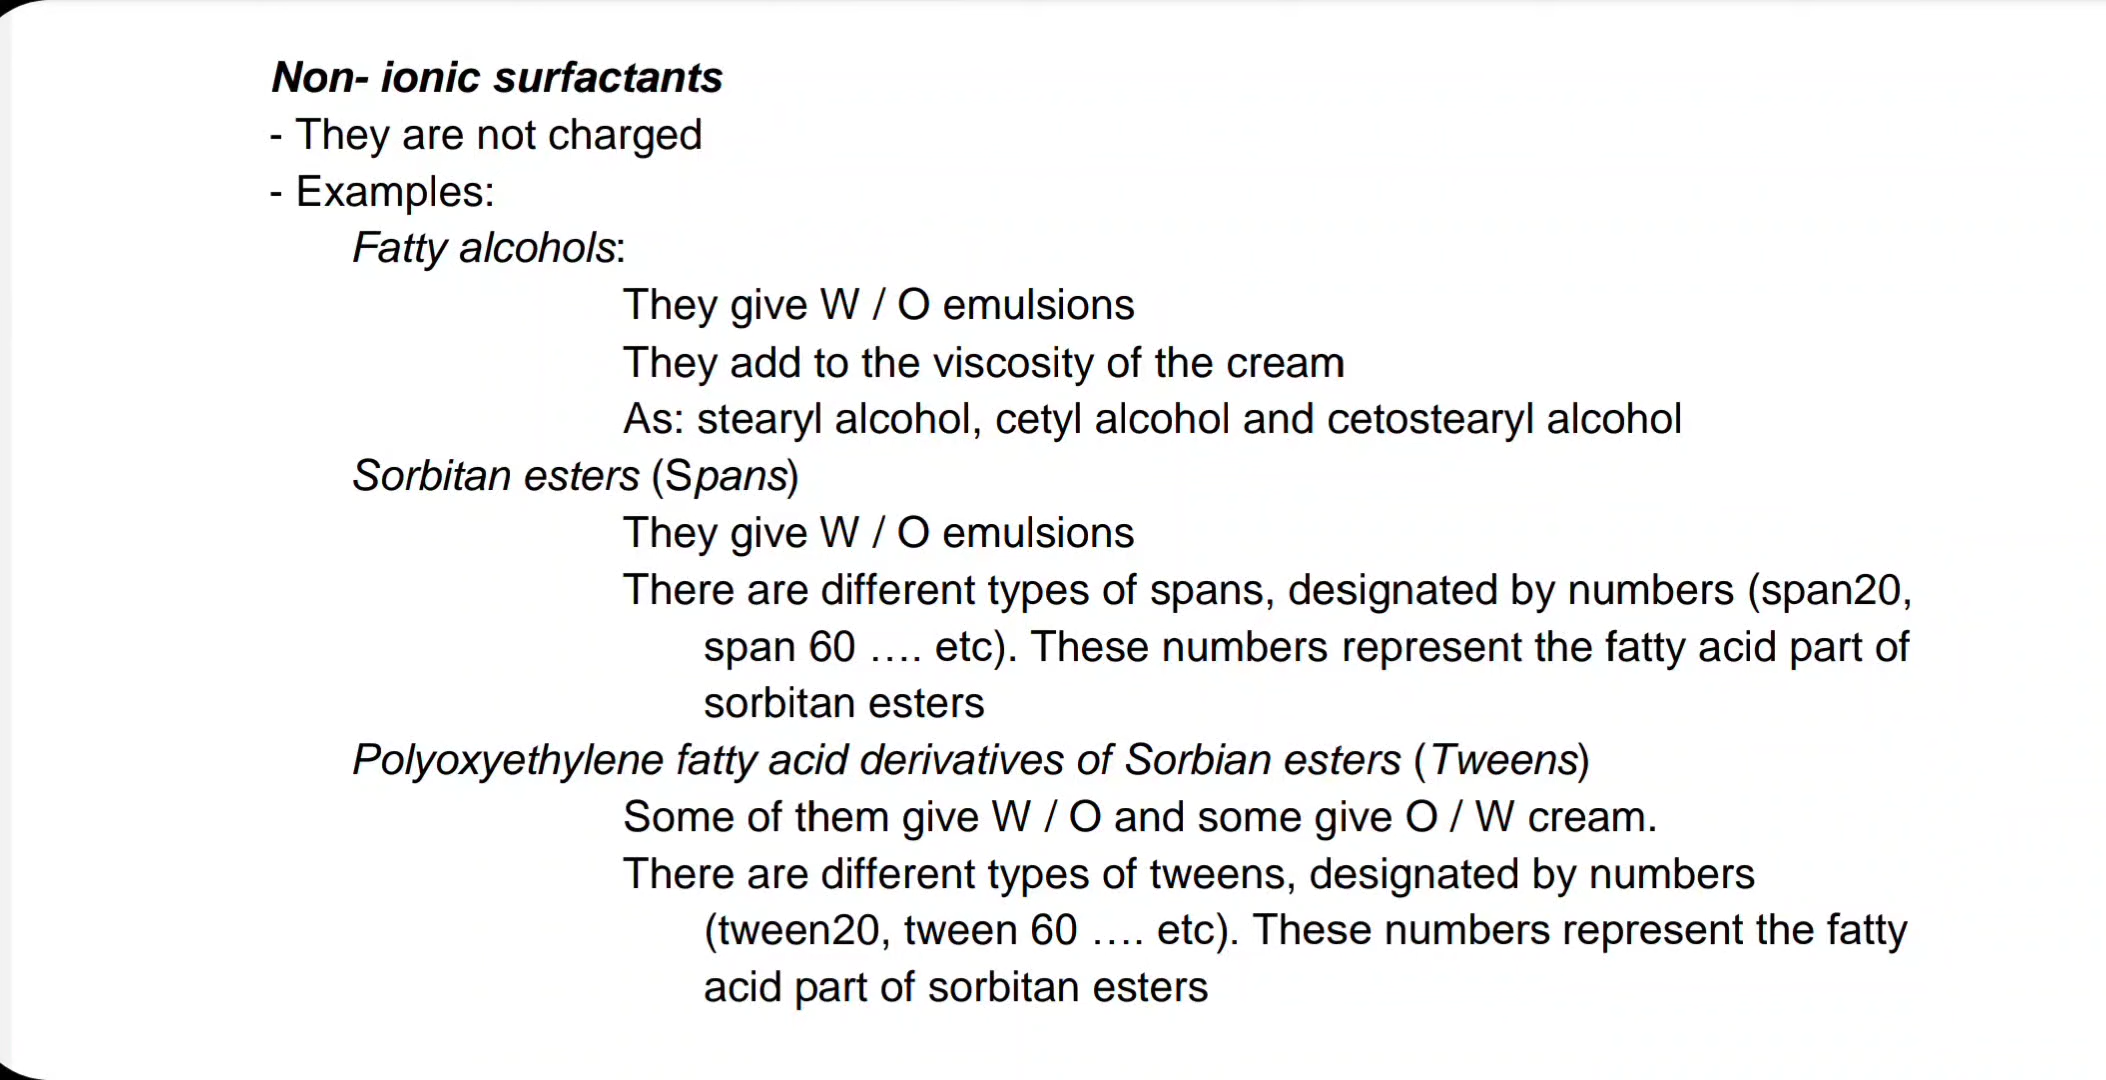 Non- ionic surfactants
- They are not charged
- Examples:
Fatty alcohols:
They give W / O emulsions
They add to the viscosity of the cream
As: stearyl alcohol, cetyl alcohol and cetostearyl alcohol
Sorbitan esters (Spans)
They give W / O emulsions
There are different types of spans, designated by numbers (span20,
span 60 …. etc). These numbers represent the fatty acid part of
sorbitan esters
Polyoxyethylene fatty acid derivatives of Sorbian esters (Tweens)
Some of them give W / O and some give O / W cream.
There are different types of tweens, designated by numbers
(tween20, tween 60 …. etc). These numbers represent the fatty
acid part of sorbitan esters